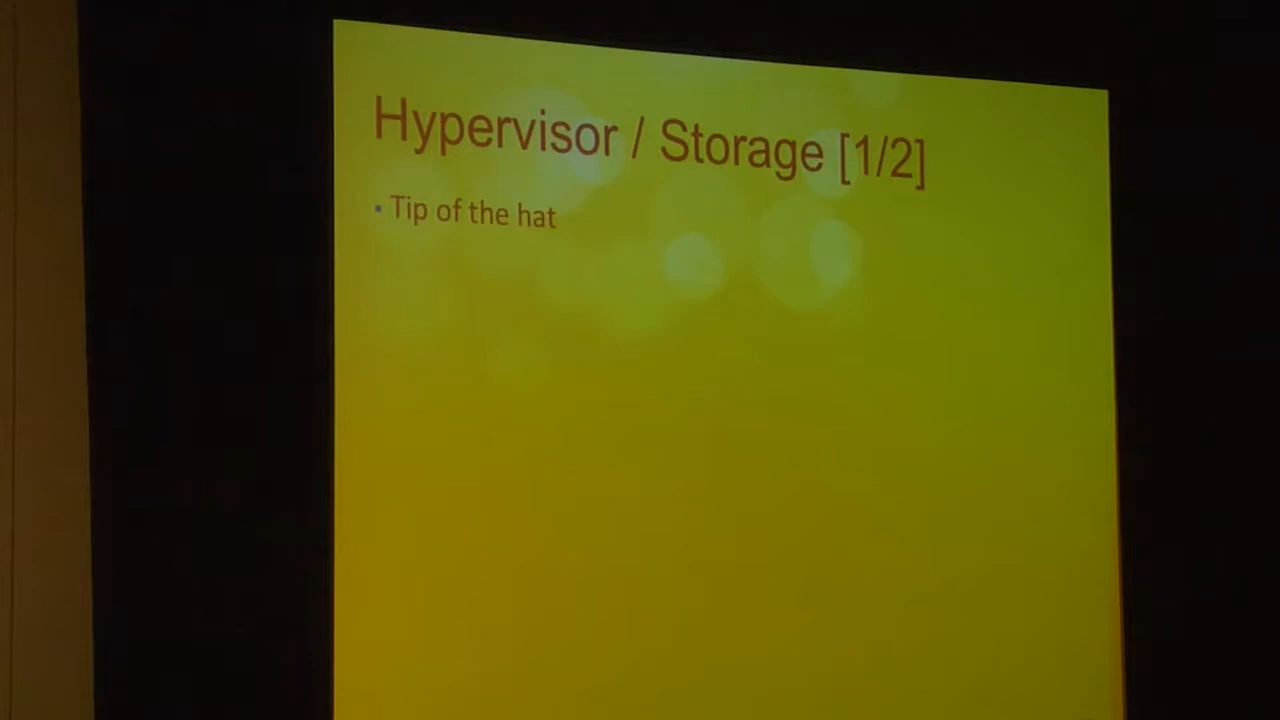 Hypervisor / Storage [1/2]
▪ Tip of the hat